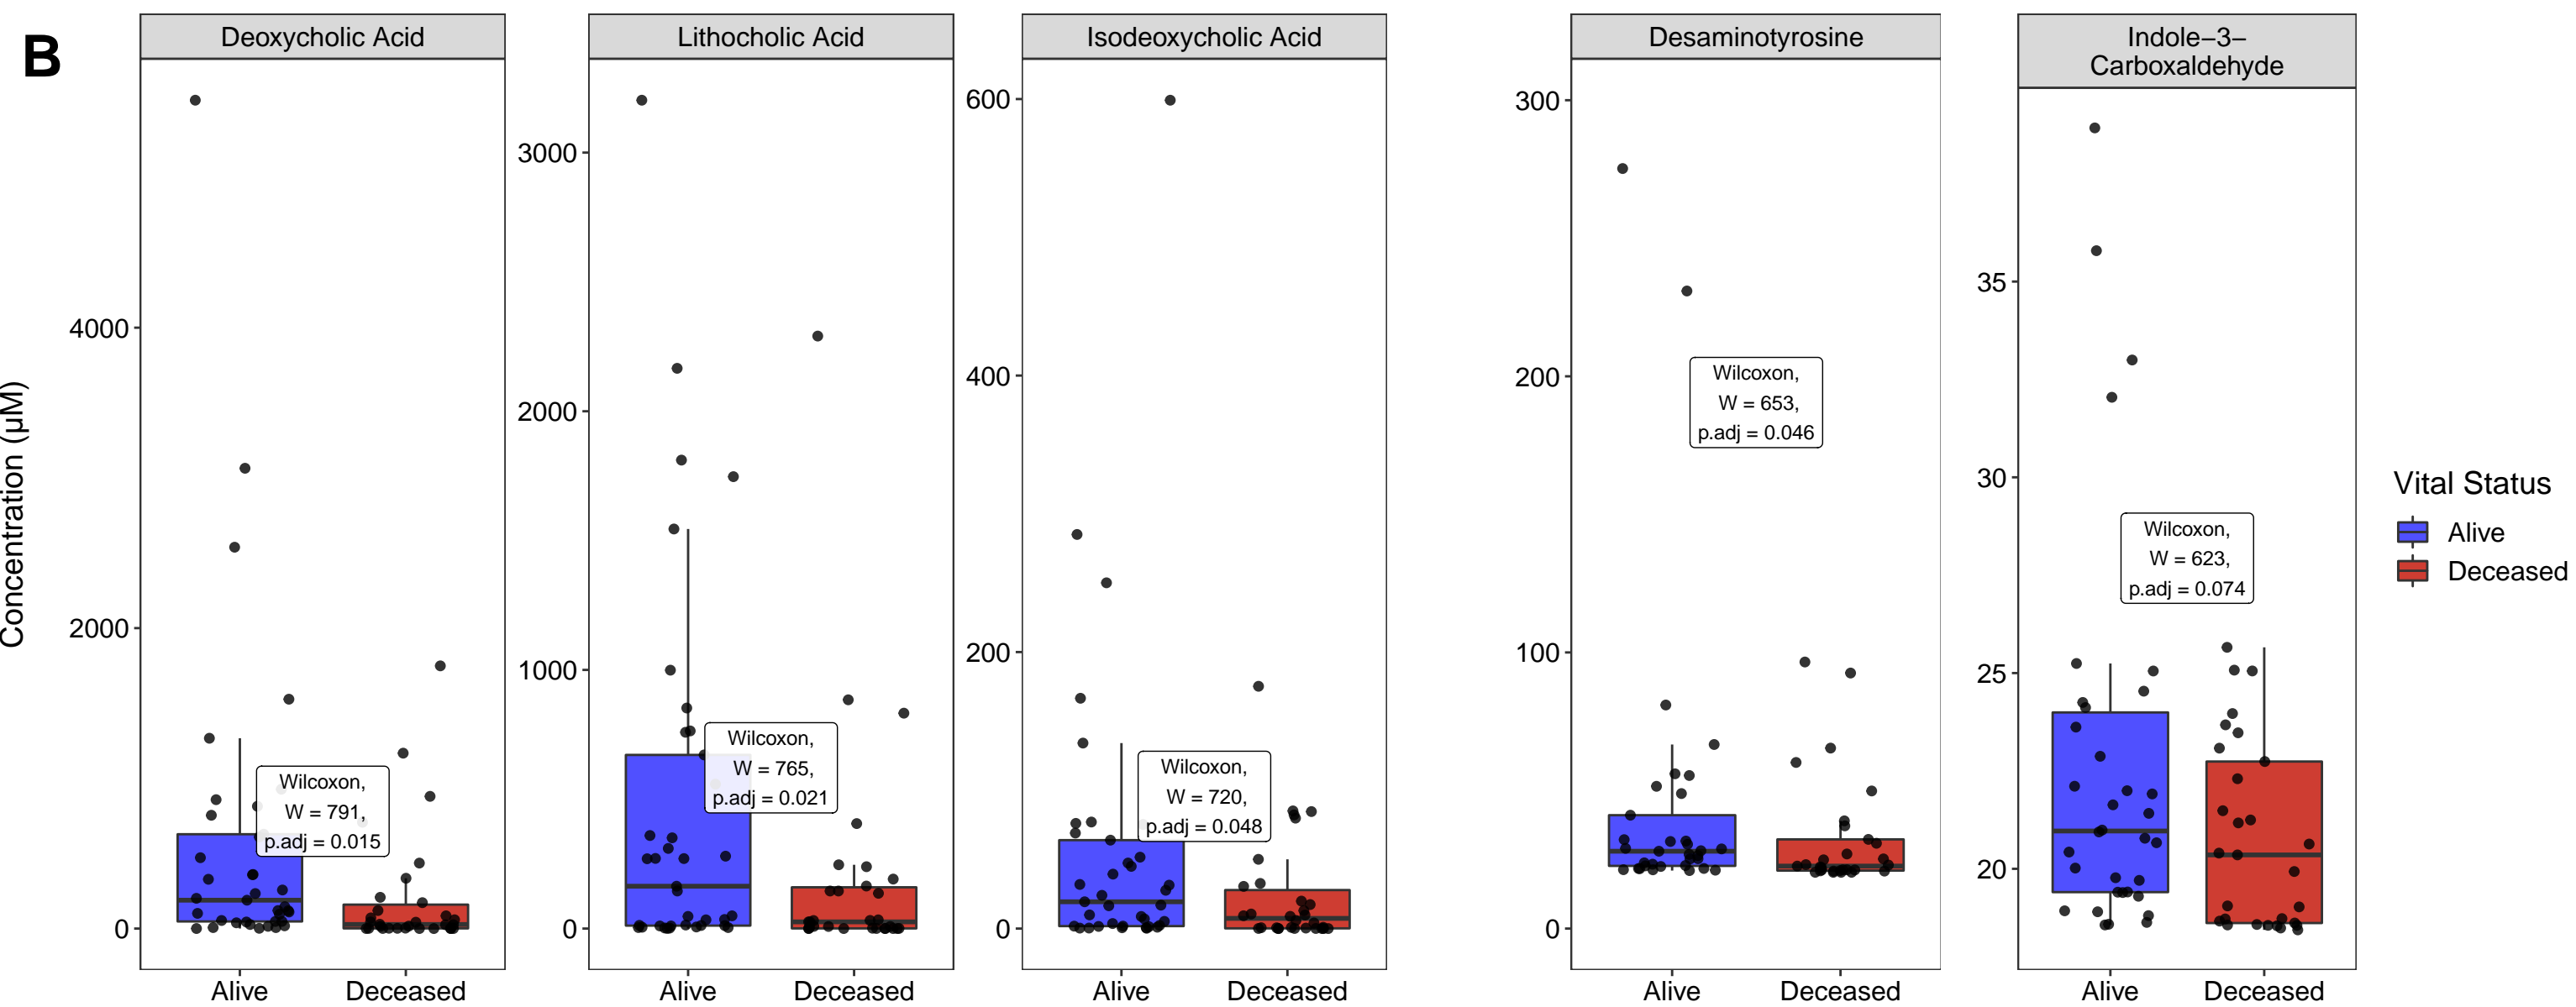 B
Concentration (µM)
Deoxycholic Acid
4000
2000
0
Wilcoxon,
W = 791,
p.adj = 0.015
Alive
Deceased
Lithocholic Acid
3000
2000
1000
0
Wilcoxon,
W = 765,
p.adj = 0.021
Alive
Deceased
Isodeoxycholic Acid
600
400
200
0
Wilcoxon,
W = 720,
p.adj = 0.048
Alive
Deceased
Desaminotyrosine
300
200
100
0
Wilcoxon,
W = 653,
p.adj = 0.046
Alive
Deceased
Indole−3−
Carboxaldehyde
35
30
25
20
Wilcoxon,
W = 623,
p.adj = 0.074
Alive
Deceased
Vital Status
Alive
Deceased